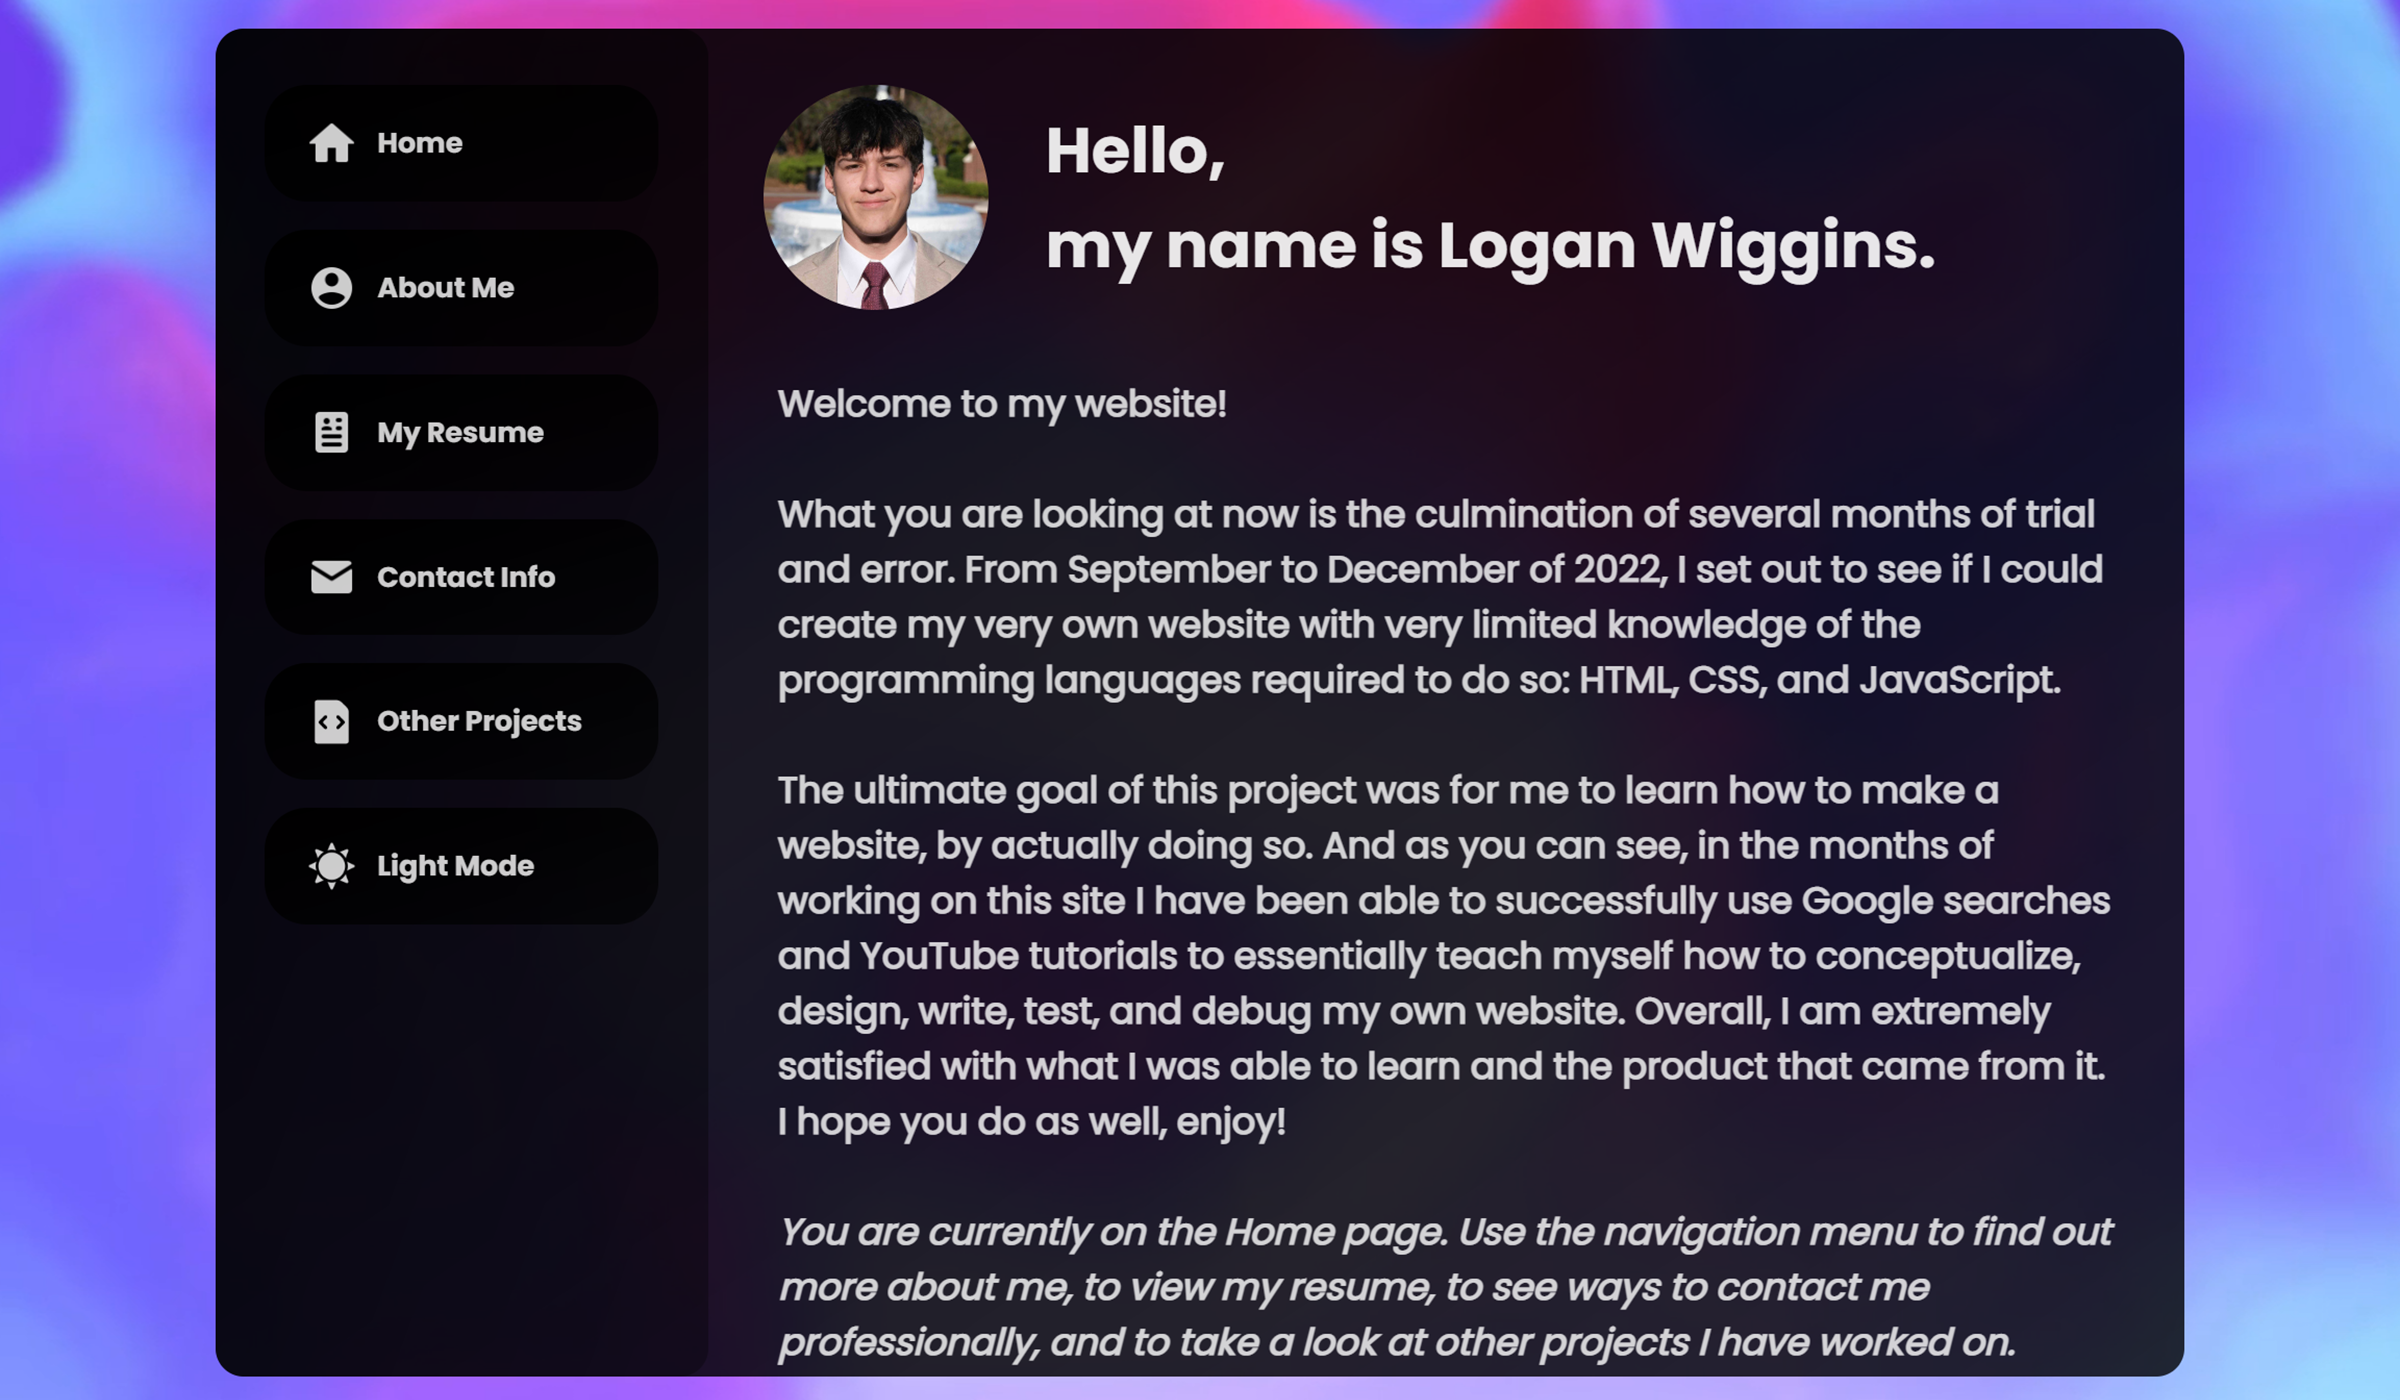 Home
About Me
My Resume
Contact Info
Other Projects
Light Mode
Hello,
my name is Logan Wiggins.
Welcome to my website!
What you are looking at now is the culmination of several months of trial
and error. From September to December of 2022, I set out to see if I could
create my very own website with very limited knowledge of the
programming languages required to do so: HTML, CSS, and JavaScript.
The ultimate goal of this project was for me to learn how to make a
website, by actually doing so. And as you can see, in the months of
working on this site I have been able to successfully use Google searches
and YouTube tutorials to essentially teach myself how to conceptualize,
design, write, test, and debug my own website. Overall, I am extremely
satisfied with what I was able to learn and the product that came from it.
I hope you do as well, enjoy!
You are currently on the Home page. Use the navigation menu to find out
more about me, to view my resume, to see ways to contact me
professionally, and to take a look at other projects I have worked on.